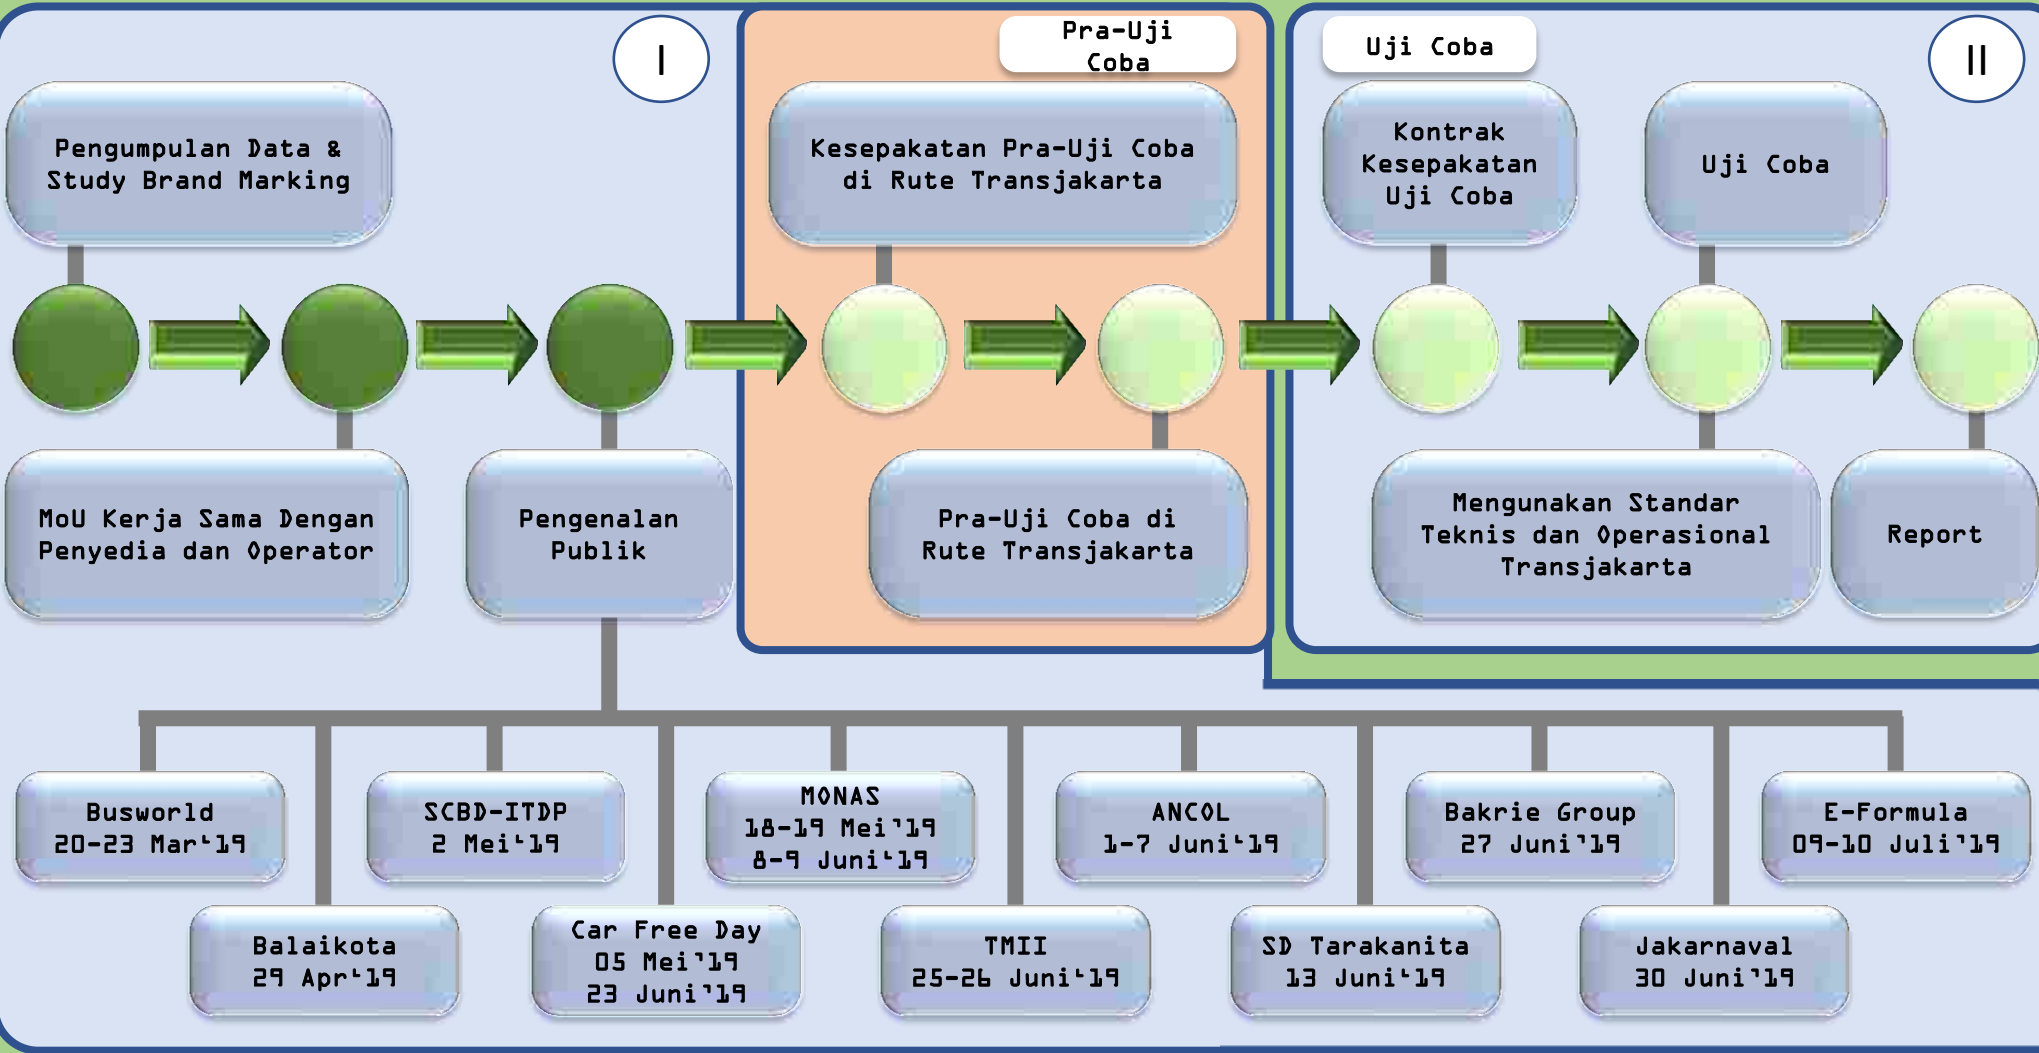 I
Pra-Uji
Coba
Uji Coba
II
Pengumpulan Data &
Study Brand Marking
Kesepakatan Pra-Uji Coba
di Rute Transjakarta
Kontrak
Kesepakatan
Uji Coba
Uji Coba
MoU Kerja Sama Dengan
Penyedia dan Operator
Pengenalan
Publik
Pra-Uji Coba di
Rute Transjakarta
Mengunakan Standar
Teknis dan Operasional
Transjakarta
Report
Busworld
20-23 Mar‘19
SCBD-ITDP
2 Mei‘19
MONAS
18-19 Mei’19
8-9 Juni‘19
ANCOL
1-7 Juni‘19
Bakrie Group
27 Juni’19
E-Formula
09-10 Juli’19
Balaikota
29 Apr‘19
Car Free Day
05 Mei’19
23 Juni’19
TMII
25-26 Juni‘19
SD Tarakanita
13 Juni‘19
Jakarnaval
30 Juni’19